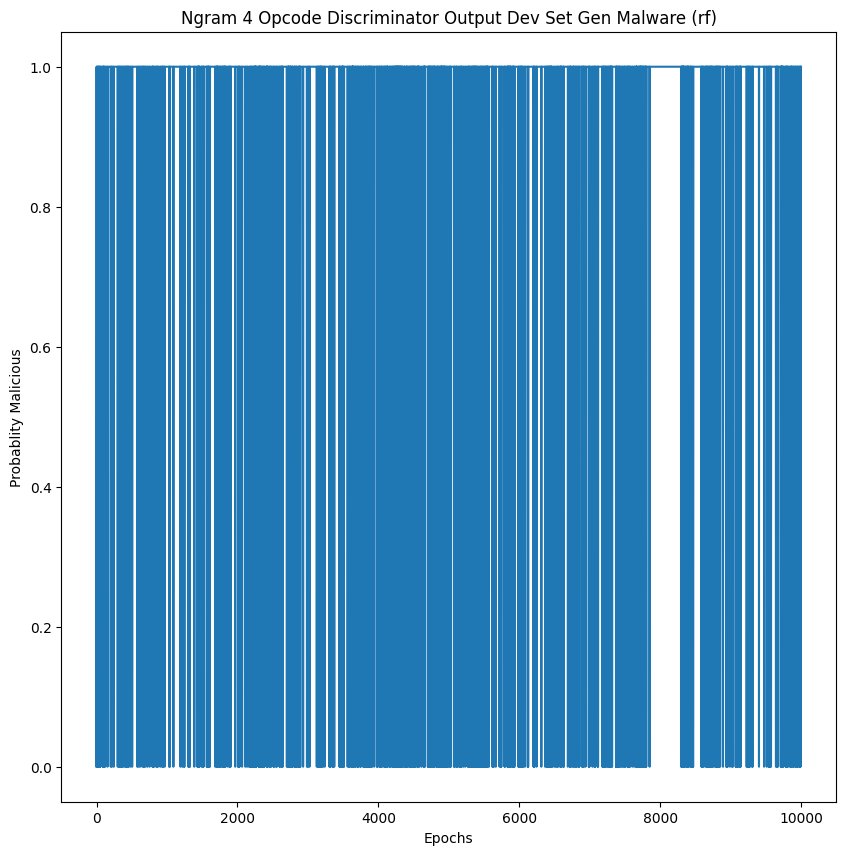 Ngram 4 Opcode Discriminator Output Dev Set Gen Malware (rf)
1.0
0.8
0.6
0.4
0.2
0.0
Probablity Malicious
0 2000 4000 6000 8000 10000
Epochs